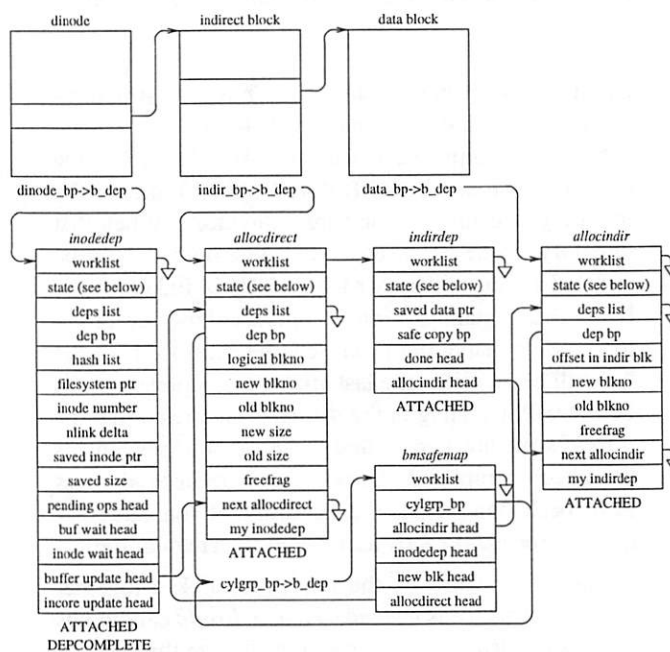 dinode
indirect block
data block
dinode_bp->b_dep
indir_bp->b_dep
data_bp->b_dep
inodedep
worklist
state (see below)
deps list
dep bp
hash list
filesystem ptr
inode number
nlink delta
saved inode ptr
saved size
pending ops head
buf wait head
inode wait head
buffer update head
incore update head
ATTACHED
DEPCOMPLETE
allocdirect
worklist
state (see below)
deps list
dep bp
logical blkno
new blkno
old blkno
new size
old size
freefrag
next allocdirect
my inodedep
ATTACHED
cylgrp_bp->b_dep
indirdep
worklist
state (see below)
saved data ptr
safe copy bp
done head
allocindir head
ATTACHED
bmsafemap
worklist
cylgrp_bp
allocindir head
inodedep head
new blk head
allocdirect head
allocindir
worklist
state (see below)
deps list
dep bp
offset in indir blk
new blkno
old blkno
freefrag
next allocindir
my indirdep
ATTACHED